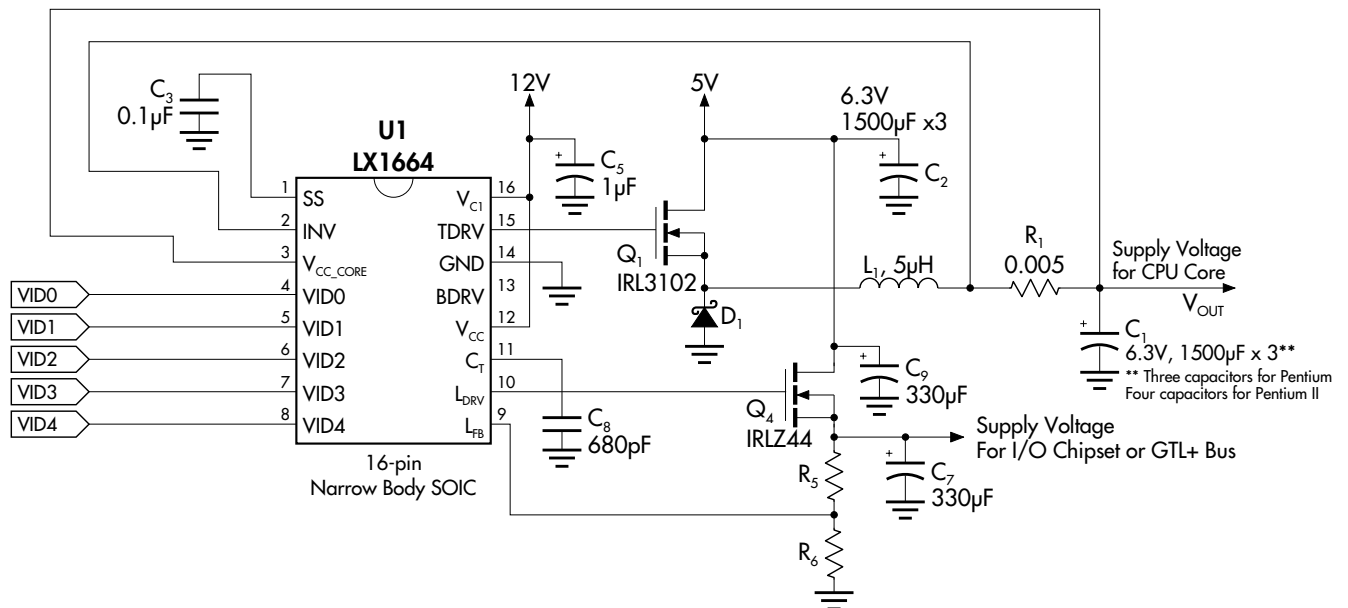 12V
5V
6.3V
1500µF x3
C3
0.1µF
U1
LX1664
C5
1µF
C2
1 SS
2 INV
3 VCC_CORE
4 VID0
5 VID1
6 VID2
7 VID3
8 VID4
VC1 16
TDRV 15
GND 14
BDRV 13
VCC 12
CT 11
LDRV 10
LFB 9
VID0
VID1
VID2
VID3
VID4
16-pin
Narrow Body SOIC
Q1
IRL3102
D1
L1, 5µH
R1
0.005
Supply Voltage
for CPU Core
VOUT
C1
6.3V, 1500µF x 3**
** Three capacitors for Pentium
Four capacitors for Pentium II
C8
680pF
Q4
IRLZ44
C9
330µF
Supply Voltage
For I/O Chipset or GTL+ Bus
R5
C7
330µF
R6